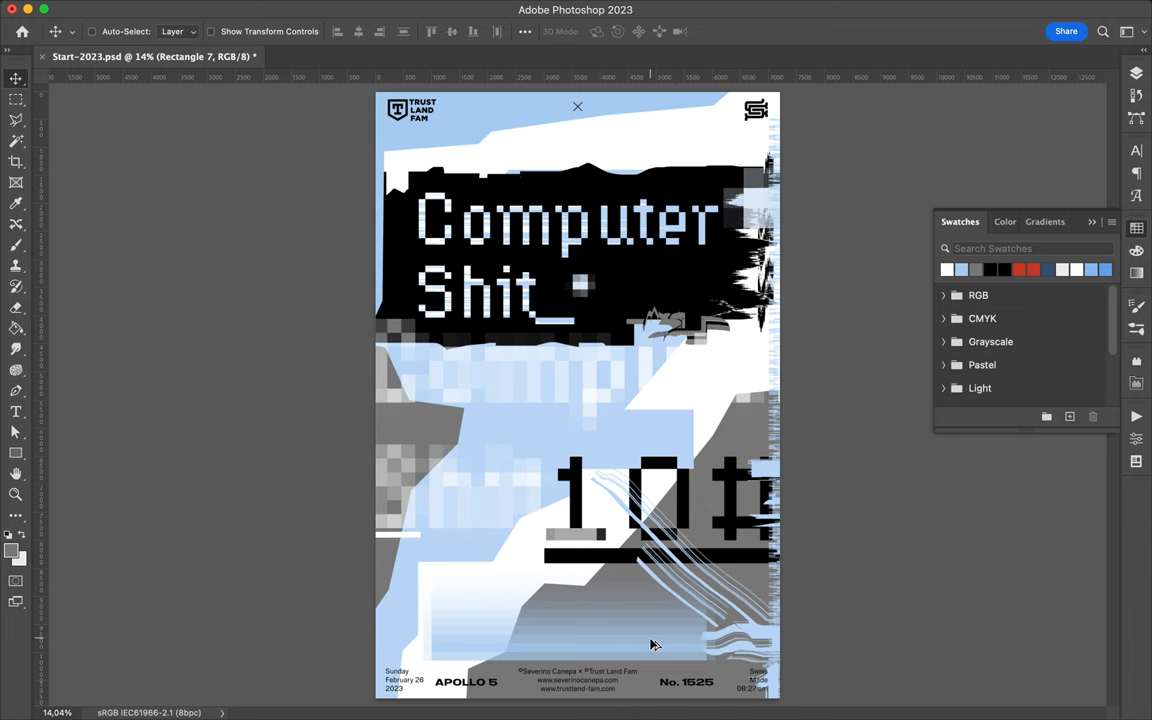 Adobe Photoshop 2023
Auto-Select:
Layer
Show Transform Controls
3D Mode:
Share
Start-2023.psd @ 14% (Rectangle 7, RGB/8) *
TRUST
LAND
FAM
Computer
Shit_
10
Sunday
February 26
2023
APOLLO 5
©Severino Canepa × ©Trust Land Fam
www.severinocanepa.com
www.trustland-fam.com
No. 1525
Swiss
Made
Swatches
Color
Gradients
Search Swatches
RGB
CMYK
Grayscale
Pastel
Light
14,04%
sRGB IEC61966-2.1 (8bpc)